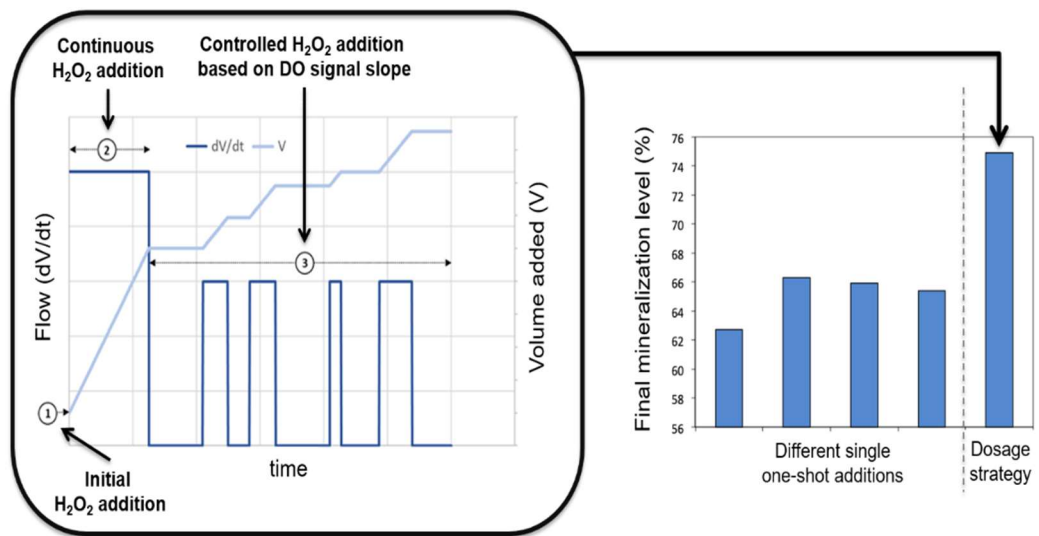 Continuous
H₂O₂ addition
Controlled H₂O₂ addition
based on DO signal slope
2
dV/dt V
3
1
Flow (dV/dt)
Volume added (V)
time
Initial
H₂O₂ addition
Final mineralization level (%)
76
74
72
70
68
66
64
62
60
58
56
Different single
one-shot additions
Dosage
strategy